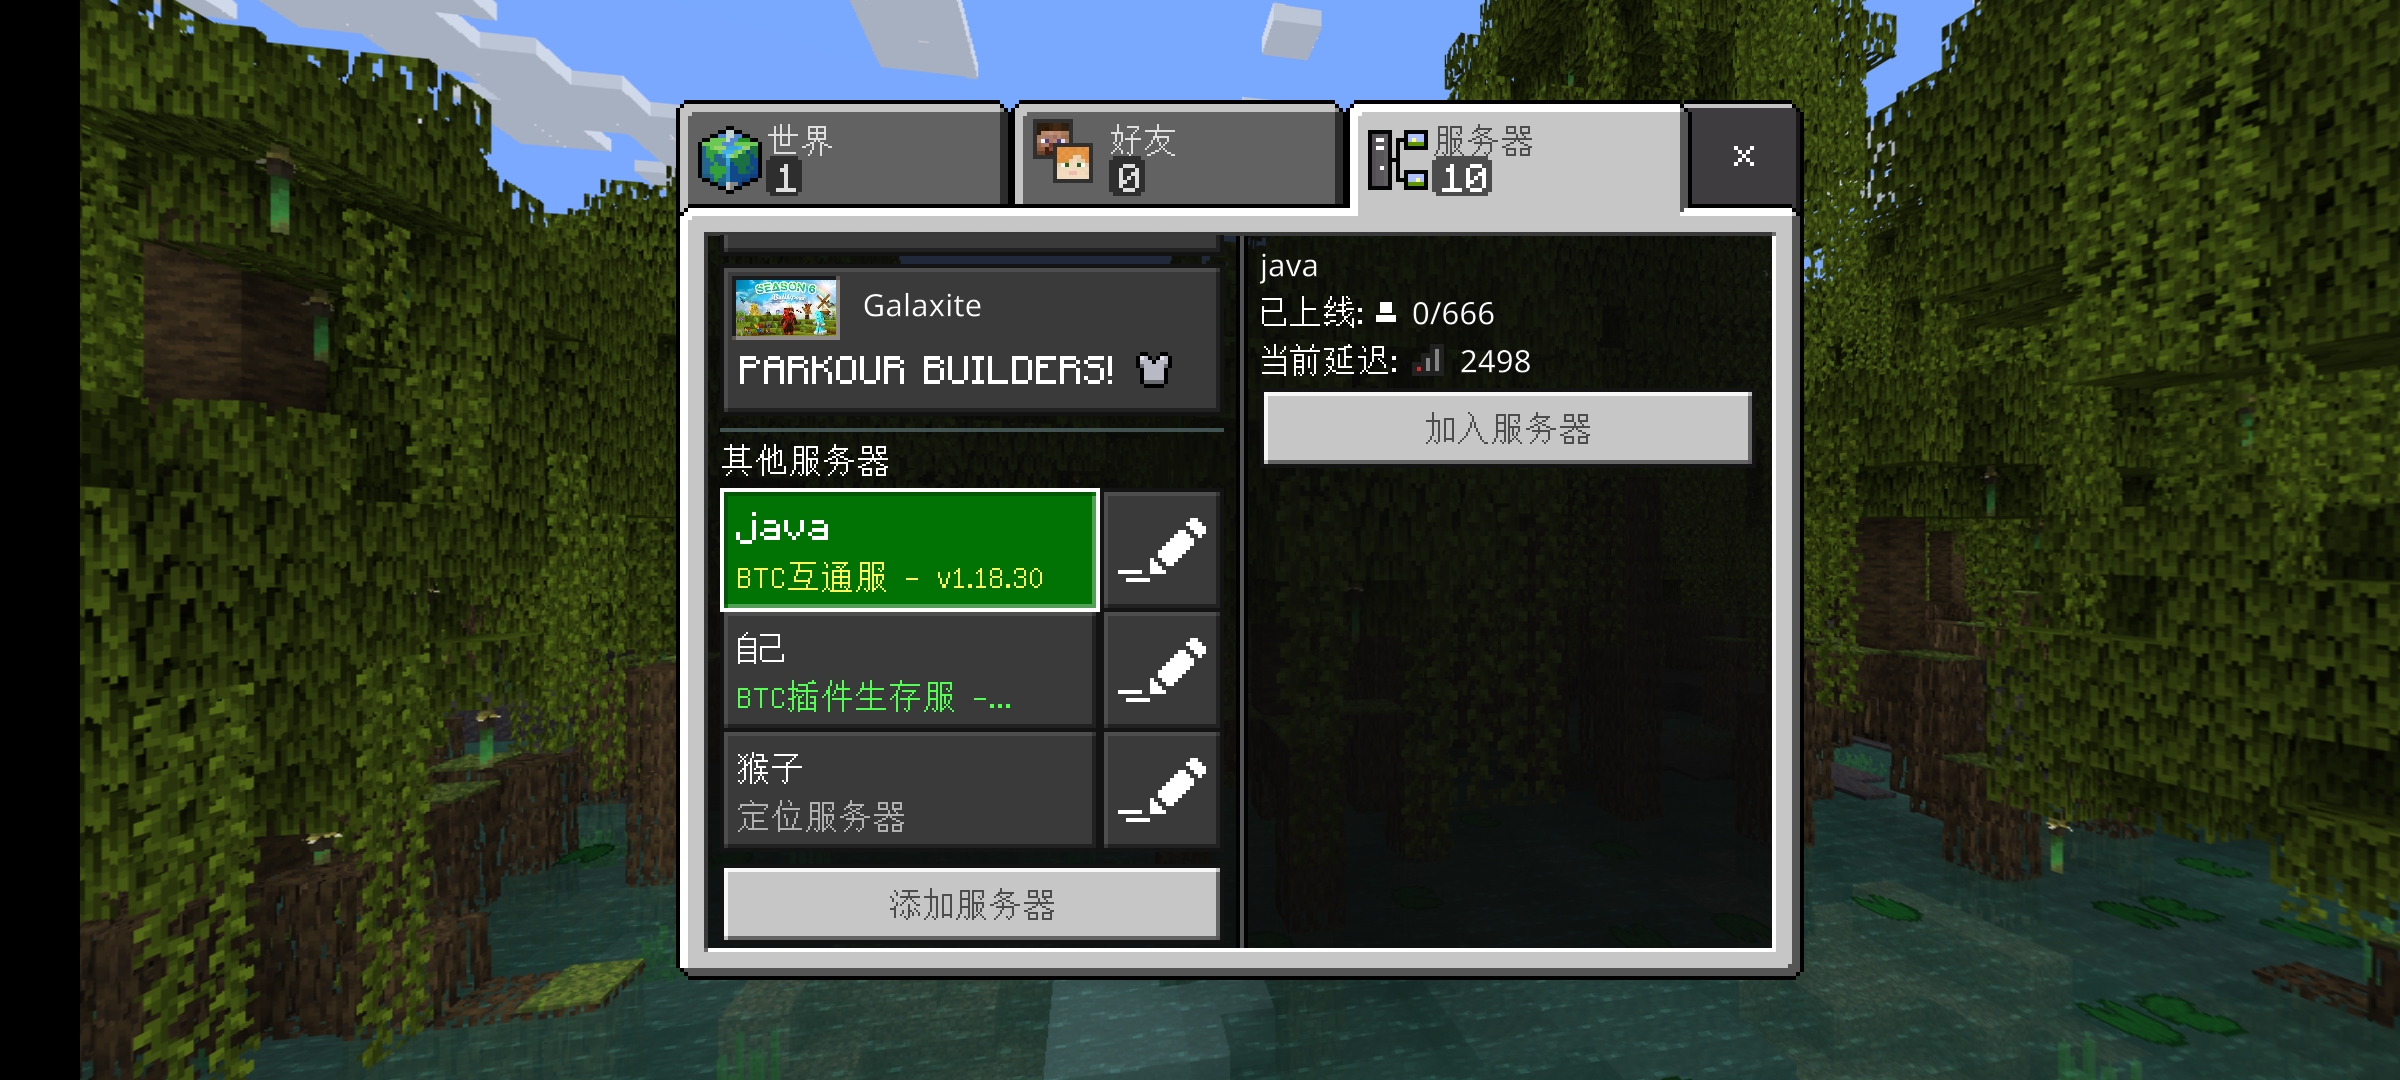 世界
1
好友
0
服务器
10
SEASON 6
Galaxite
PARKOUR BUILDERS!
其他服务器
java
BTC互通服 - v1.18.30
自己
BTC插件生存服 -...
猴子
定位服务器
添加服务器
java
已上线: 0/666
当前延迟: 2498
加入服务器